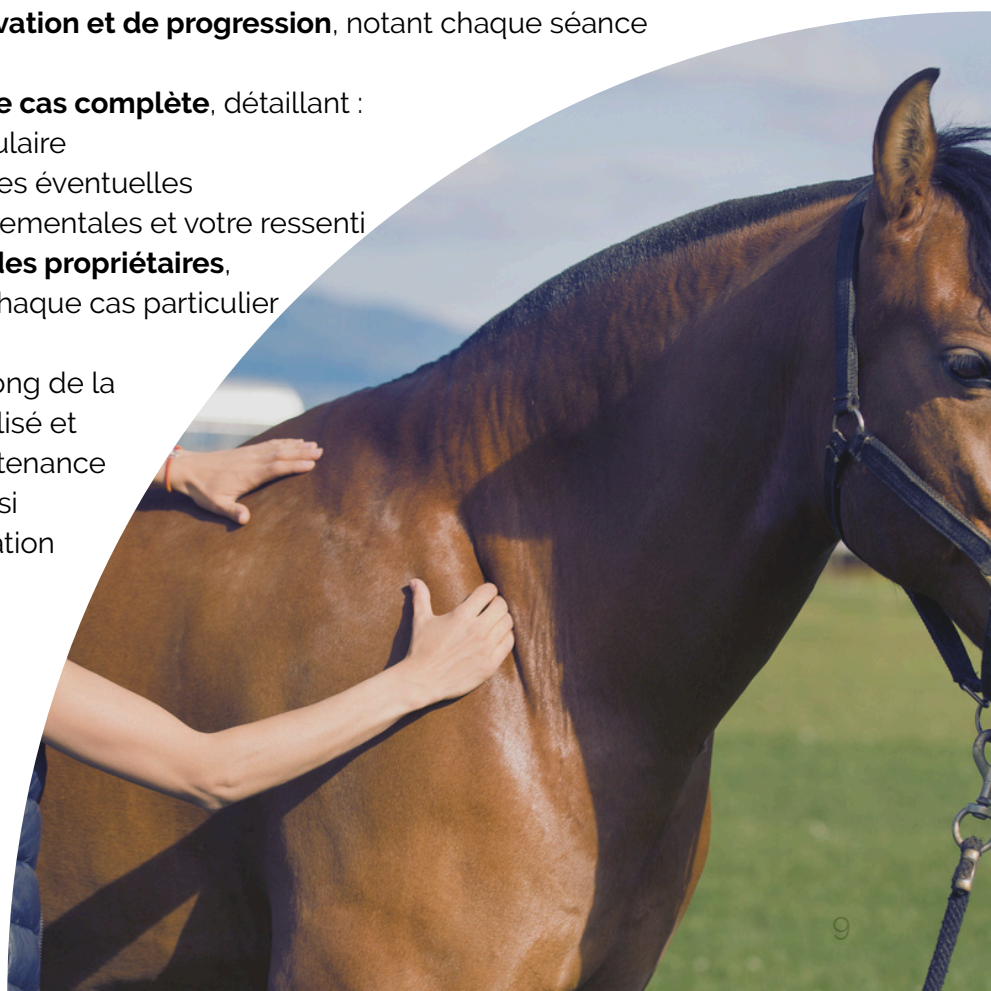 vation et de progression, notant chaque séance
e cas complète, détaillant :
ulaire
es éventuelles
ementales et votre ressenti
des propriétaires,
haque cas particulier
ong de la
lisé et
tenance
si
ation
9